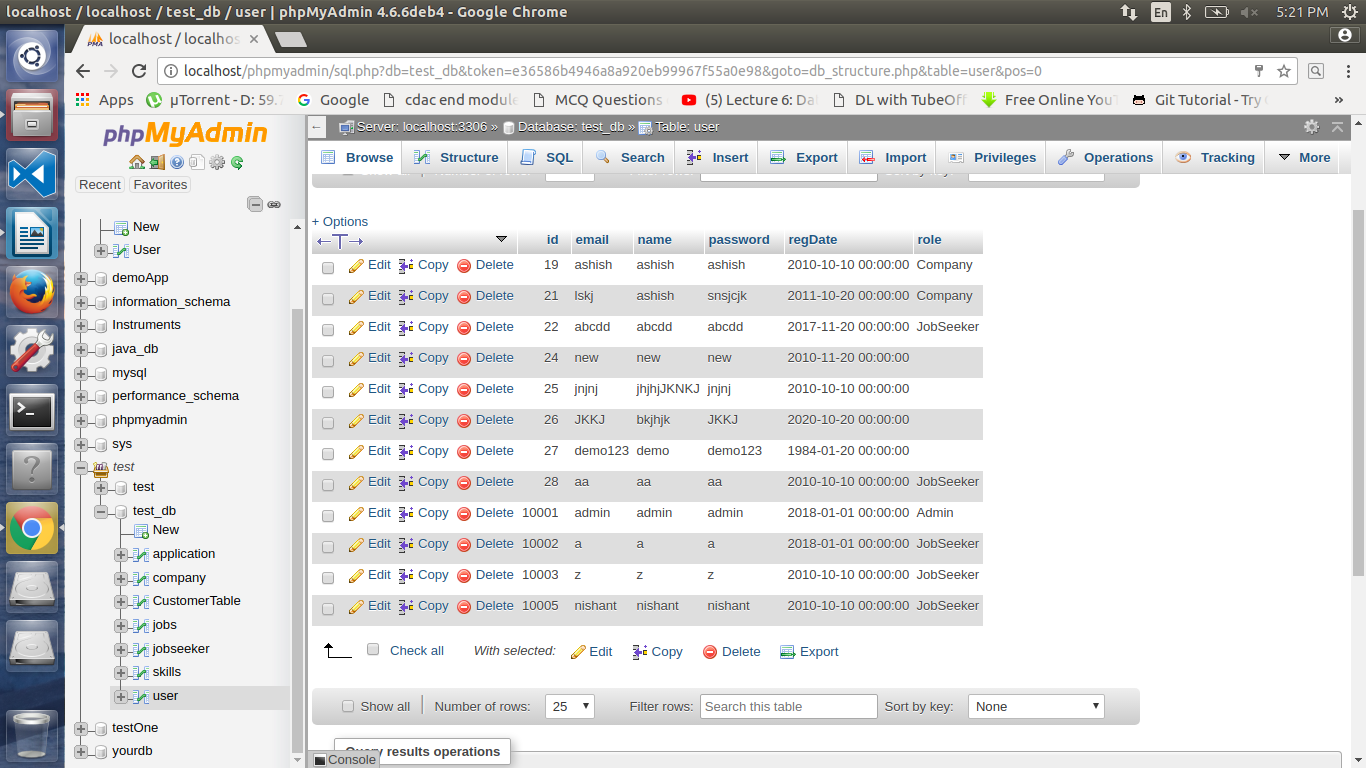 localhost / localhost / test_db / user | phpMyAdmin 4.6.6deb4 - Google Chrome En 5:21 PM
localhost / localhos
localhost/phpmyadmin/sql.php?db=test_db&token=e36586b4946a8a920eb99967f55a0e98&goto=db_structure.php&table=user&pos=0
Apps µTorrent - D: 59. Google cdac end module MCQ Questions (5) Lecture 6: Da DL with TubeOff Free Online You Git Tutorial - Try »
phpMyAdmin
Recent Favorites
New
User
demoApp
information_schema
Instruments
java_db
mysql
performance_schema
phpmyadmin
sys
test
test
test_db
New
application
company
CustomerTable
jobs
jobseeker
skills
user
testOne
yourdb
Server: localhost:3306 » Database: test_db » Table: user
Browse Structure SQL Search Insert Export Import Privileges Operations Tracking More
+ Options
id email name password regDate role
Edit Copy Delete 19 ashish ashish ashish 2010-10-10 00:00:00 Company
Edit Copy Delete 21 lskj ashish snsjcjk 2011-10-20 00:00:00 Company
Edit Copy Delete 22 abcdd abcdd abcdd 2017-11-20 00:00:00 JobSeeker
Edit Copy Delete 24 new new new 2010-11-20 00:00:00
Edit Copy Delete 25 jnjnj jhjhjJKNKJ jnjnj 2010-10-10 00:00:00
Edit Copy Delete 26 JKKJ bkjhjk JKKJ 2020-10-20 00:00:00
Edit Copy Delete 27 demo123 demo demo123 1984-01-20 00:00:00
Edit Copy Delete 28 aa aa aa 2010-10-10 00:00:00 JobSeeker
Edit Copy Delete 10001 admin admin admin 2018-01-01 00:00:00 Admin
Edit Copy Delete 10002 a a a 2018-01-01 00:00:00 JobSeeker
Edit Copy Delete 10003 z z z 2010-10-10 00:00:00 JobSeeker
Edit Copy Delete 10005 nishant nishant nishant 2010-10-10 00:00:00 JobSeeker
Check all With selected: Edit Copy Delete Export
Show all Number of rows: 25 Filter rows: Search this table Sort by key: None
Query results operations
Console